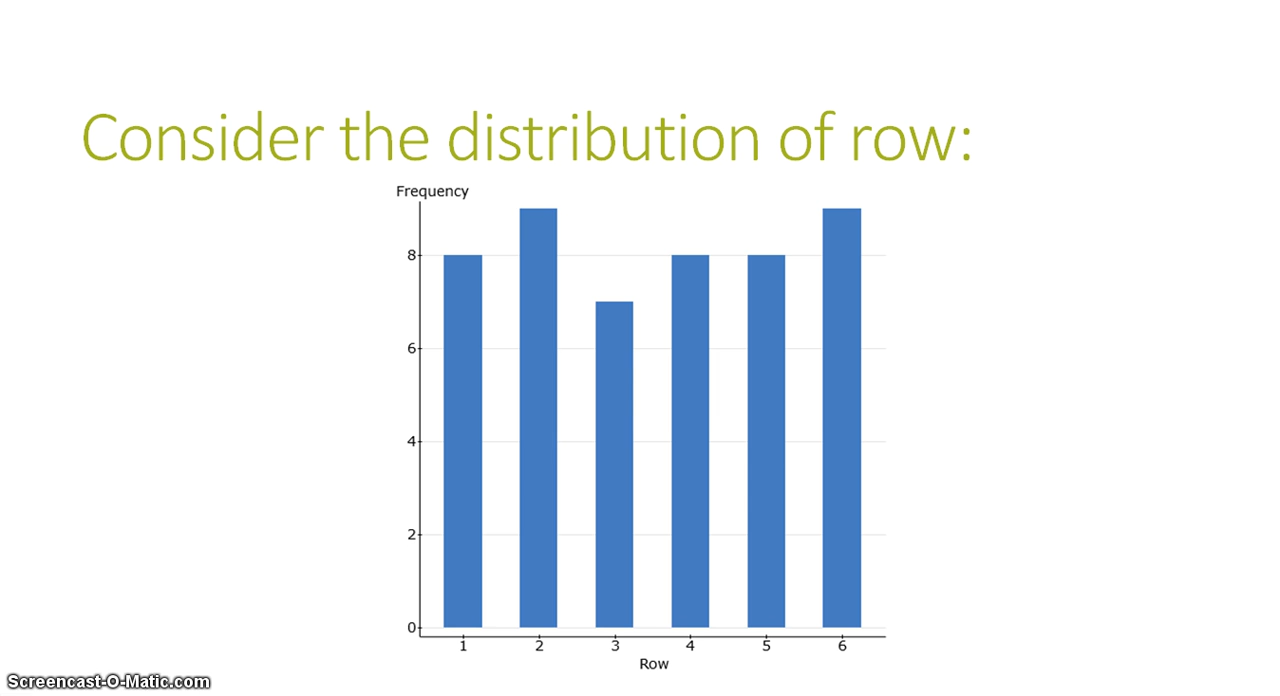 Consider the distribution of row:
Frequency
8
6
4
2
0
1 2 3 4 5 6
Row
Screencast-O-Matic.com